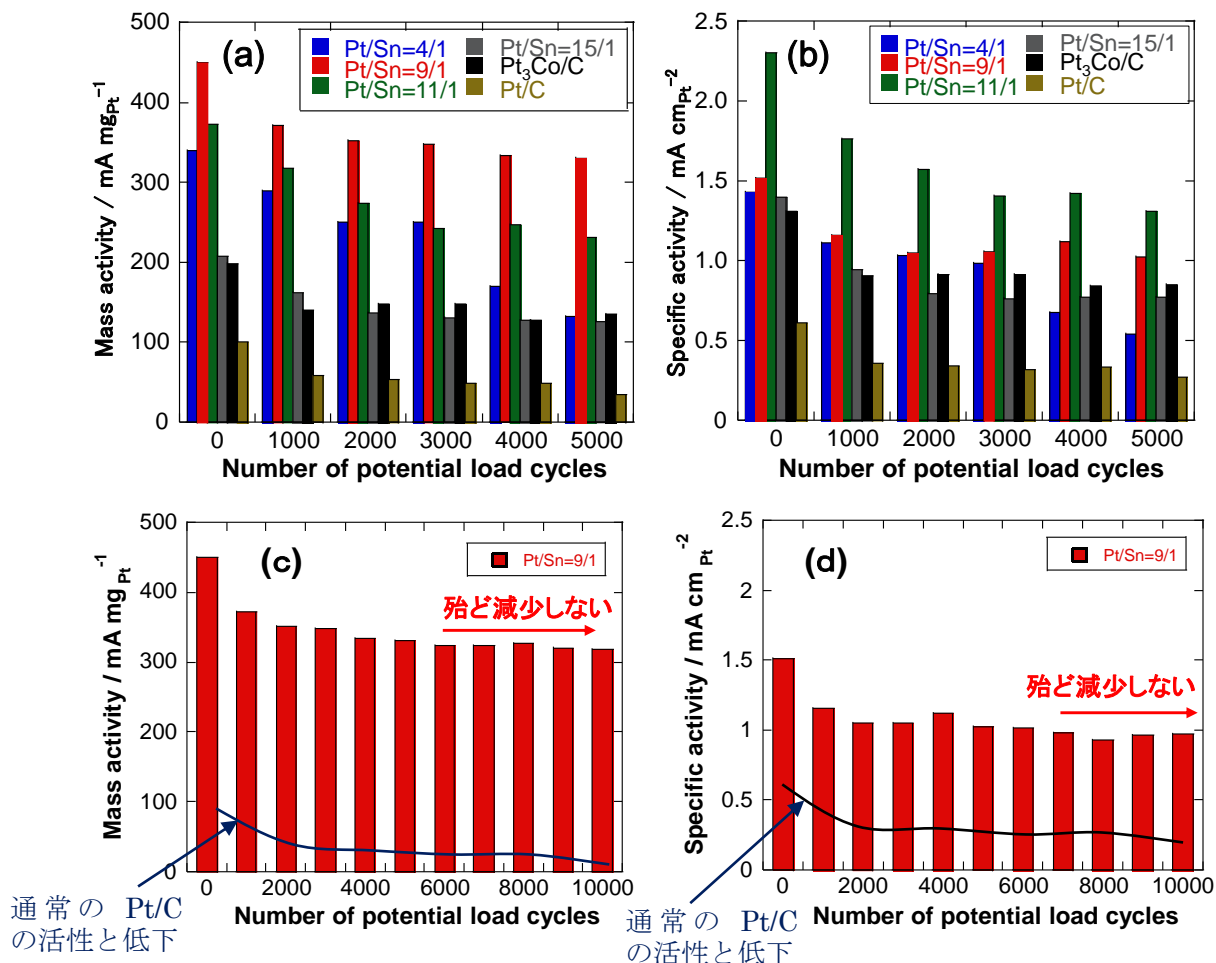 (a)
Pt/Sn=4/1
Pt/Sn=15/1
Pt/Sn=9/1
Pt3Co/C
Pt/Sn=11/1
Pt/C
500
400
300
200
100
0
Mass activity / mA mgPt−1
0 1000 2000 3000 4000 5000
Number of potential load cycles
(b)
Pt/Sn=4/1
Pt/Sn=15/1
Pt/Sn=9/1
Pt3Co/C
Pt/Sn=11/1
Pt/C
2.5
2.0
1.5
1.0
0.5
0
Specific activity / mA cmPt−2
0 1000 2000 3000 4000 5000
Number of potential load cycles
(c)
Pt/Sn=9/1
殆ど減少しない
500
400
300
200
100
0
Mass activity / mA mgPt-1
0 2000 4000 6000 8000 10000
Number of potential load cycles
通常の Pt/C
の活性と低下
(d)
Pt/Sn=9/1
殆ど減少しない
2.5
2
1.5
1
0.5
0
Specific activity / mA cmPt-2
0 2000 4000 6000 8000 10000
Number of potential load cycles
通常の Pt/C
の活性と低下